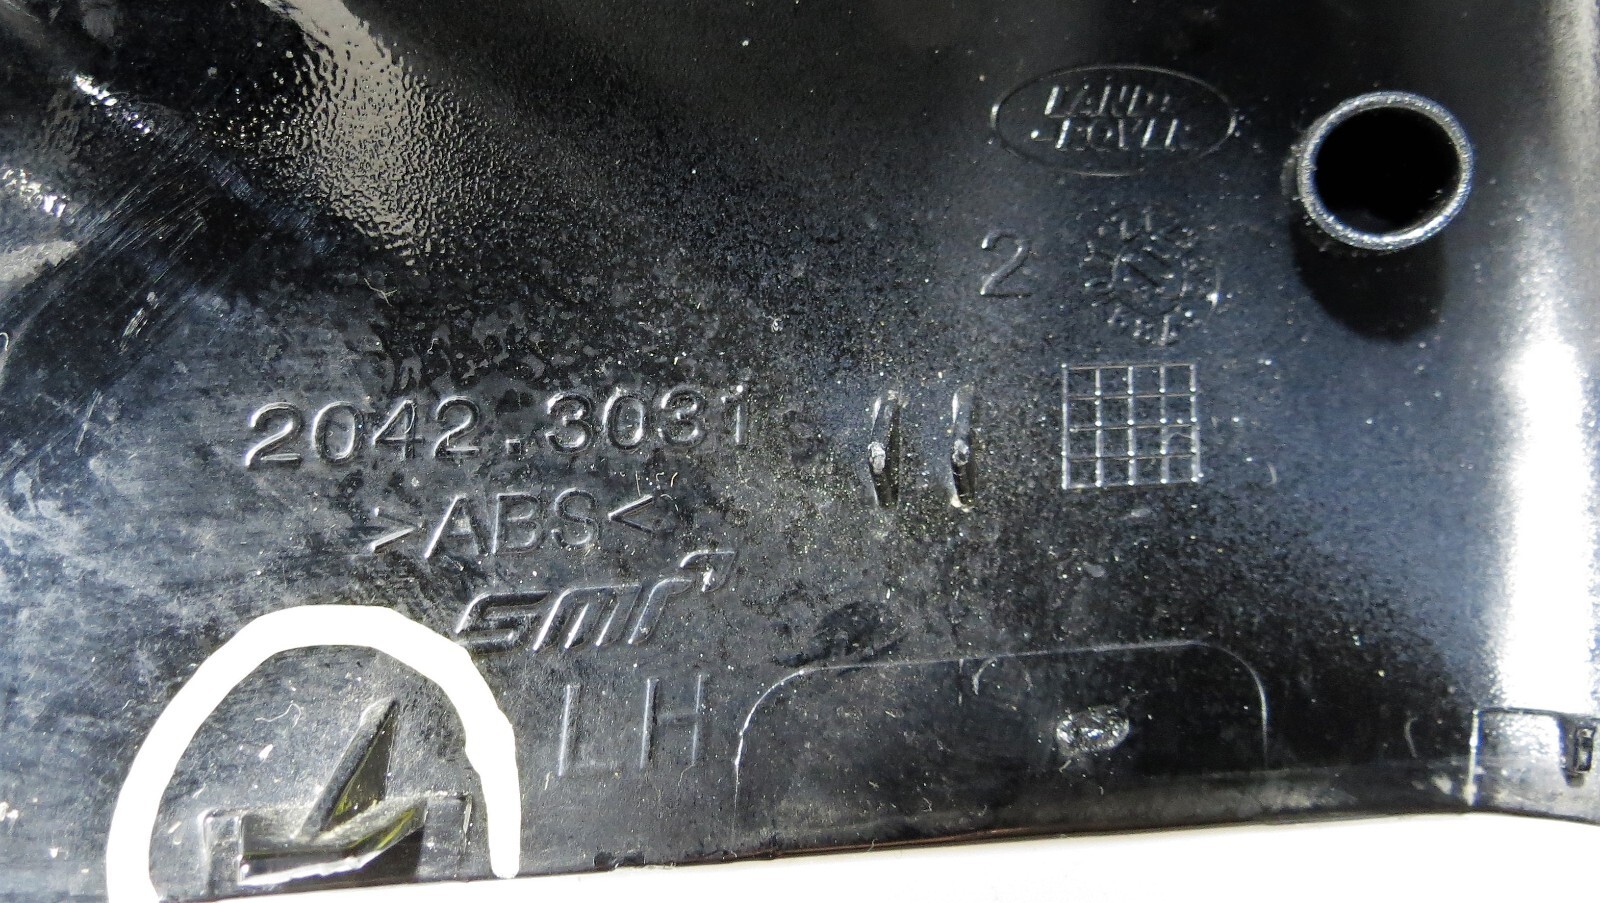 LAND
ROVER
2
2042.3031
>ABS<
smr
LH